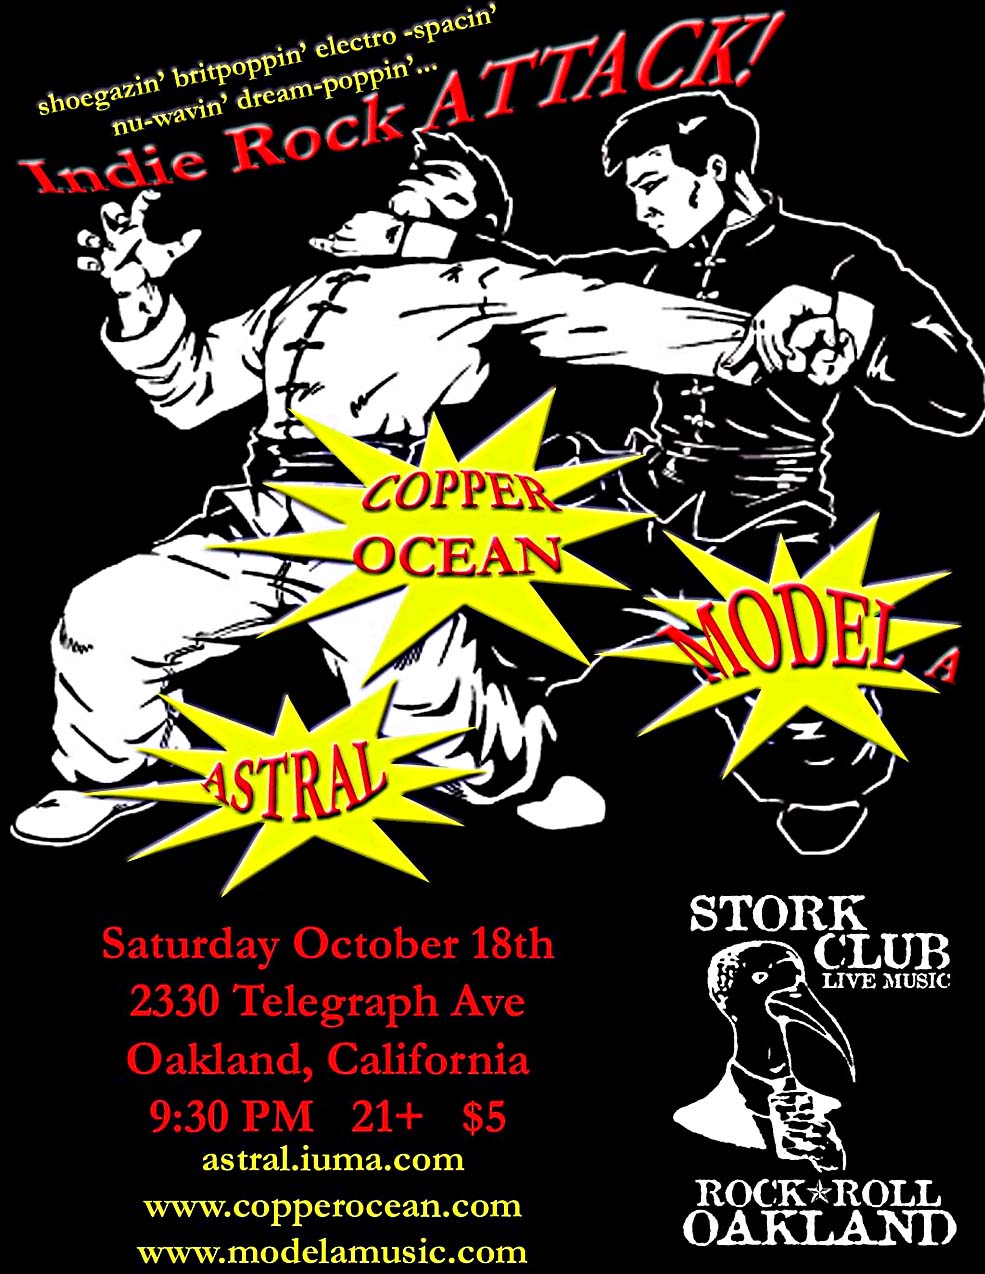 shoegazin' britpoppin' electro -spacin'
nu-wavin' dream-poppin'...
Indie Rock ATTACK!
COPPER
OCEAN
MODEL A
ASTRAL
Saturday October 18th
2330 Telegraph Ave
Oakland, California
9:30 PM 21+ $5
astral.iuma.com
www.copperocean.com
www.modelamusic.com
STORK
CLUB
LIVE MUSIC
ROCK★ROLL
OAKLAND